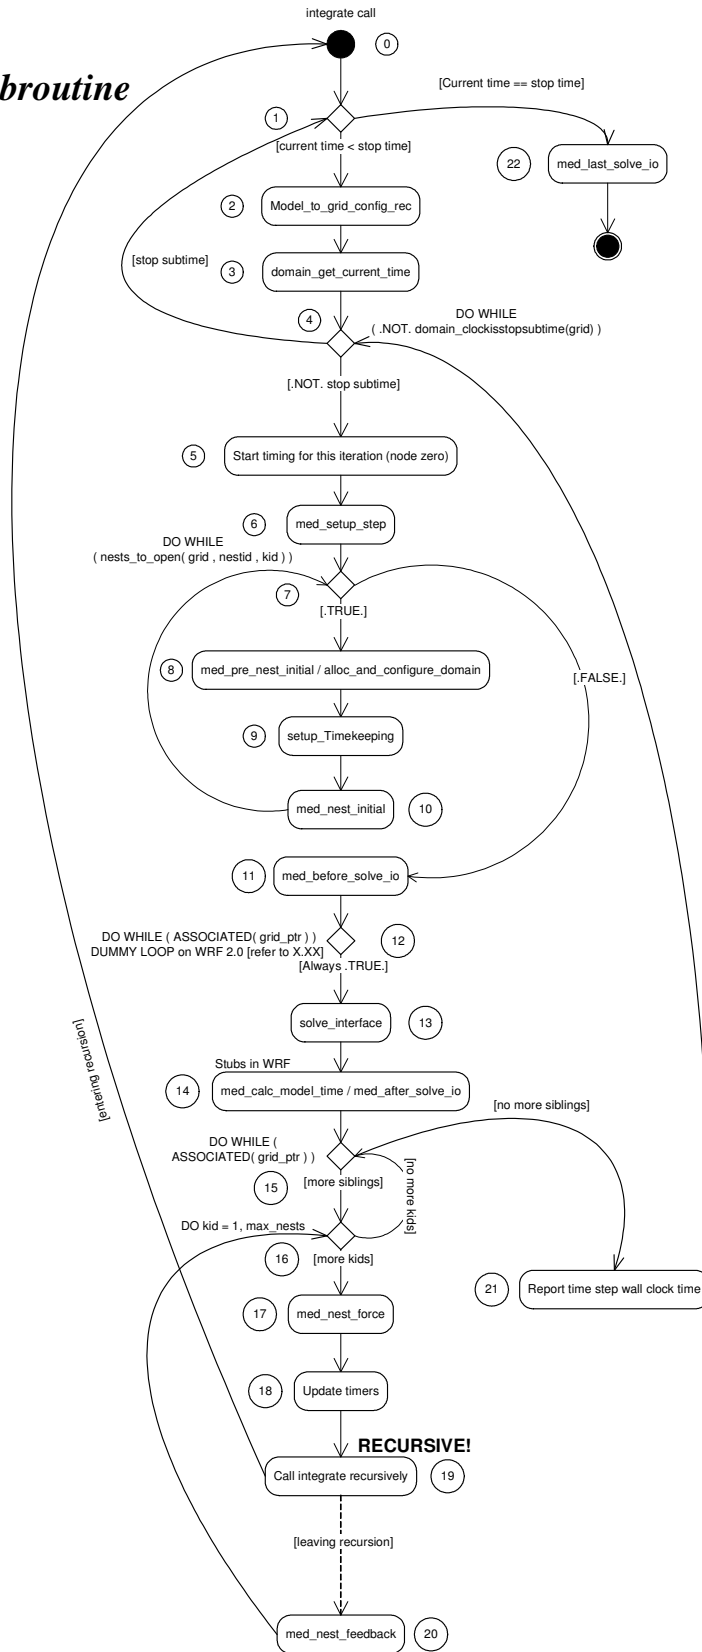 integrate call
0
broutine
[Current time == stop time]
1
[current time < stop time]
22
med_last_solve_io
2
Model_to_grid_config_rec
[stop subtime]
3
domain_get_current_time
4
DO WHILE
( .NOT. domain_clockisstopsubtime(grid) )
[.NOT. stop subtime]
5
Start timing for this iteration (node zero)
6
med_setup_step
DO WHILE
( nests_to_open( grid , nestid , kid ) )
7
[.TRUE.]
8
med_pre_nest_initial / alloc_and_configure_domain
[.FALSE.]
9
setup_Timekeeping
med_nest_initial
10
11
med_before_solve_io
DO WHILE ( ASSOCIATED( grid_ptr ) )
DUMMY LOOP on WRF 2.0 [refer to X.XX]
12
[Always .TRUE.]
solve_interface
13
[entering recursion]
Stubs in WRF
14
med_calc_model_time / med_after_solve_io
[no more siblings]
DO WHILE (
ASSOCIATED( grid_ptr ) )
15
[more siblings]
[no more kids]
DO kid = 1, max_nests
16
[more kids]
21
Report time step wall clock time
17
med_nest_force
18
Update timers
RECURSIVE!
Call integrate recursively
19
[leaving recursion]
med_nest_feedback
20